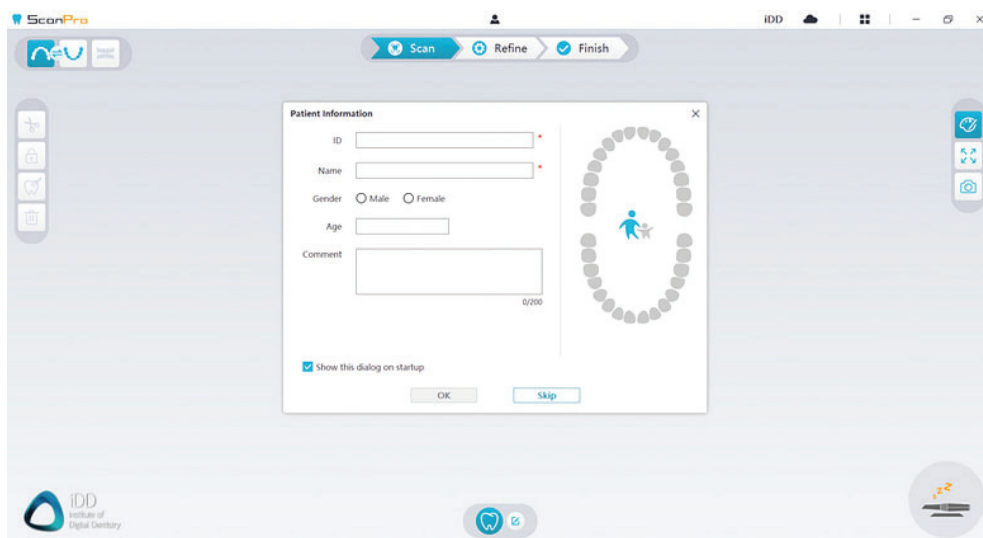 ScanPro
iDD
Scan
Refine
Finish
Patient Information
ID
*
Name
*
Gender
Male
Female
Age
Comment
0/200
Show this dialog on startup
OK
Skip
iDD
Institute of
Digital Dentistry
zzz